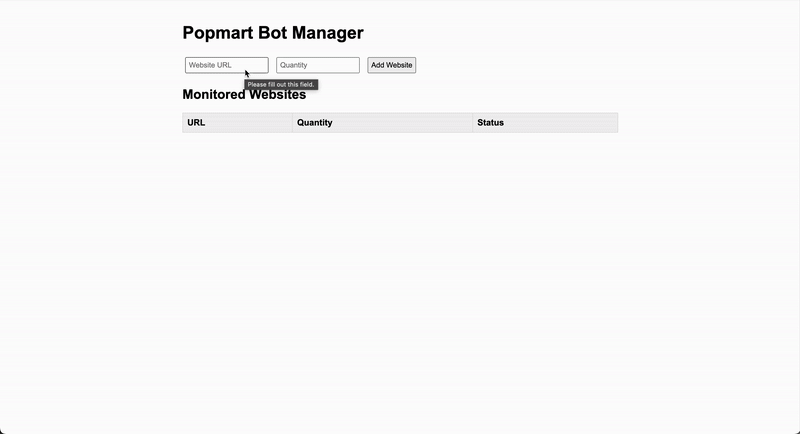 Popmart Bot Manager
Website URL Quantity Add Website
Please fill out this field.
Monitored Websites
URL Quantity Status